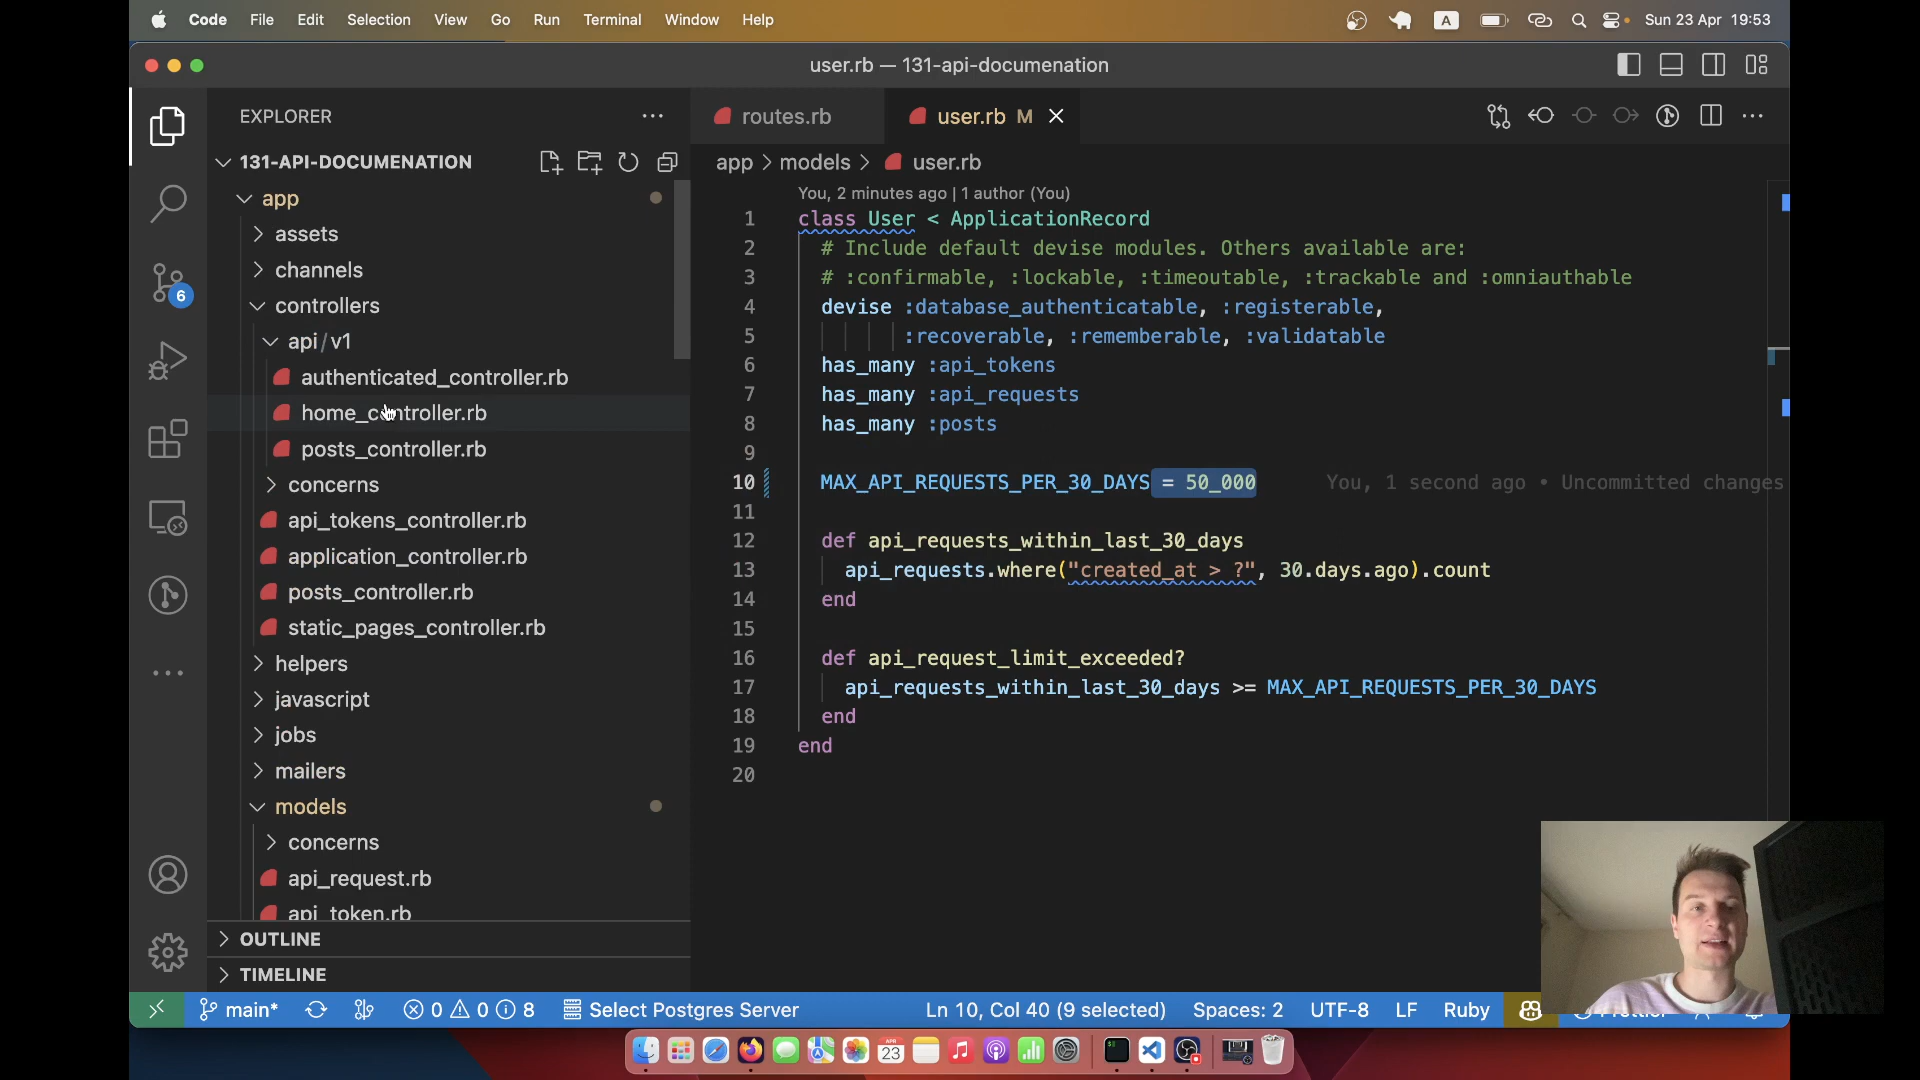 Code File Edit Selection View Go Run Terminal Window Help
A
Sun 23 Apr 19:53
user.rb — 131-api-documenation
EXPLORER
131-API-DOCUMENATION
app
assets
channels
controllers
api/v1
authenticated_controller.rb
home_controller.rb
posts_controller.rb
concerns
api_tokens_controller.rb
application_controller.rb
posts_controller.rb
static_pages_controller.rb
helpers
javascript
jobs
mailers
models
concerns
api_request.rb
api_token.rb
OUTLINE
TIMELINE
6
routes.rb
user.rb M
app > models > user.rb
You, 2 minutes ago | 1 author (You)
1 class User < ApplicationRecord
2 # Include default devise modules. Others available are:
3 # :confirmable, :lockable, :timeoutable, :trackable and :omniauthable
4 devise :database_authenticatable, :registerable,
5 :recoverable, :rememberable, :validatable
6 has_many :api_tokens
7 has_many :api_requests
8 has_many :posts
9
10 MAX_API_REQUESTS_PER_30_DAYS = 50_000 You, 1 second ago • Uncommitted changes
11
12 def api_requests_within_last_30_days
13 api_requests.where("created_at > ?", 30.days.ago).count
14 end
15
16 def api_request_limit_exceeded?
17 api_requests_within_last_30_days >= MAX_API_REQUESTS_PER_30_DAYS
18 end
19 end
20
main* 0 0 8 Select Postgres Server Ln 10, Col 40 (9 selected) Spaces: 2 UTF-8 LF Ruby
APR
23